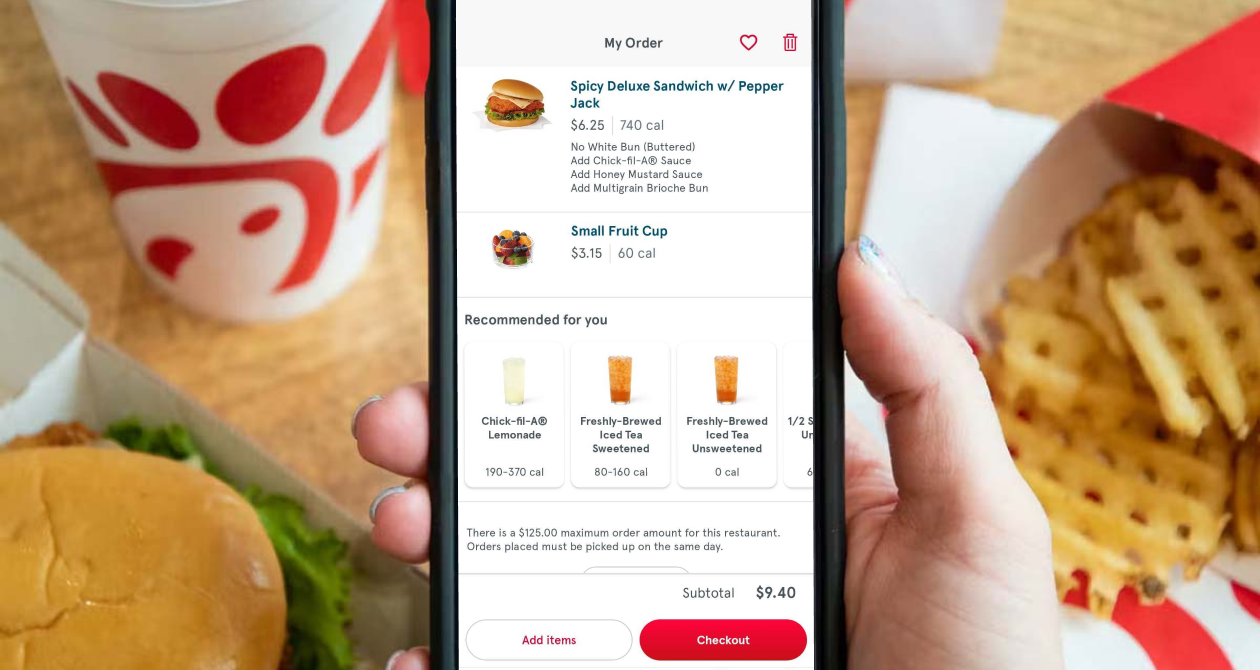 My Order
Spicy Deluxe Sandwich w/ Pepper
Jack
$6.25 | 740 cal
No White Bun (Buttered)
Add Chick-fil-A® Sauce
Add Honey Mustard Sauce
Add Multigrain Brioche Bun
Small Fruit Cup
$3.15 | 60 cal
Recommended for you
Chick-fil-A®
Lemonade
190-370 cal
Freshly-Brewed
Iced Tea
Sweetened
80-160 cal
Freshly-Brewed
Iced Tea
Unsweetened
0 cal
1/2 S
Ur
6
There is a $125.00 maximum order amount for this restaurant.
Orders placed must be picked up on the same day.
Subtotal $9.40
Add items
Checkout